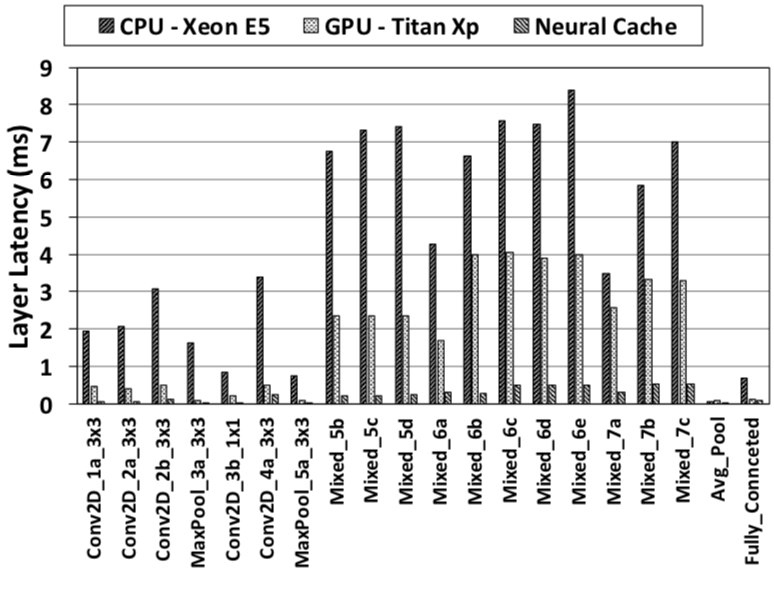 CPU - Xeon E5 GPU - Titan Xp Neural Cache
Layer Latency (ms)
9
8
7
6
5
4
3
2
1
0
Conv2D_1a_3x3
Conv2D_2a_3x3
Conv2D_2b_3x3
MaxPool_3a_3x3
Conv2D_3b_1x1
Conv2D_4a_3x3
MaxPool_5a_3x3
Mixed_5b
Mixed_5c
Mixed_5d
Mixed_6a
Mixed_6b
Mixed_6c
Mixed_6d
Mixed_6e
Mixed_7a
Mixed_7b
Mixed_7c
Avg_Pool
Fully_Connceted